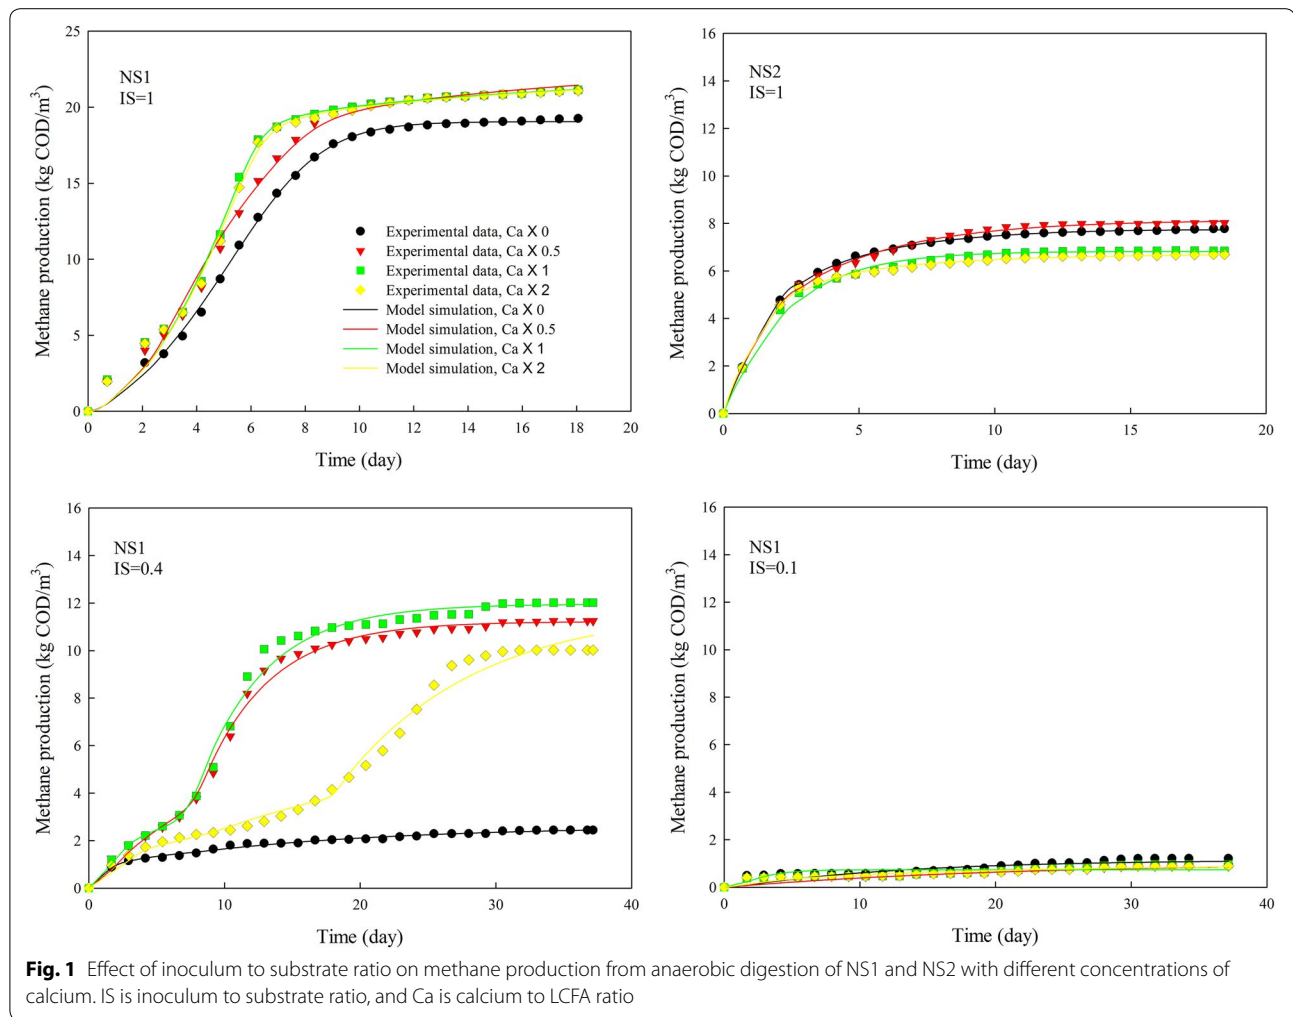 NS1
IS=1
Methane production (kg COD/m³)
25
20
15
10
5
0
Experimental data, Ca X 0
Experimental data, Ca X 0.5
Experimental data, Ca X 1
Experimental data, Ca X 2
Model simulation, Ca X 0
Model simulation, Ca X 0.5
Model simulation, Ca X 1
Model simulation, Ca X 2
0 2 4 6 8 10 12 14 16 18 20
Time (day)
NS2
IS=1
Methane production (kg COD/m³)
16
14
12
10
8
6
4
2
0
0 5 10 15 20
Time (day)
NS1
IS=0.4
Methane production (kg COD/m³)
16
14
12
10
8
6
4
2
0
0 10 20 30 40
Time (day)
NS1
IS=0.1
Methane production (kg COD/m³)
16
14
12
10
8
6
4
2
0
0 10 20 30 40
Time (day)
Fig. 1 Effect of inoculum to substrate ratio on methane production from anaerobic digestion of NS1 and NS2 with different concentrations of
calcium. IS is inoculum to substrate ratio, and Ca is calcium to LCFA ratio